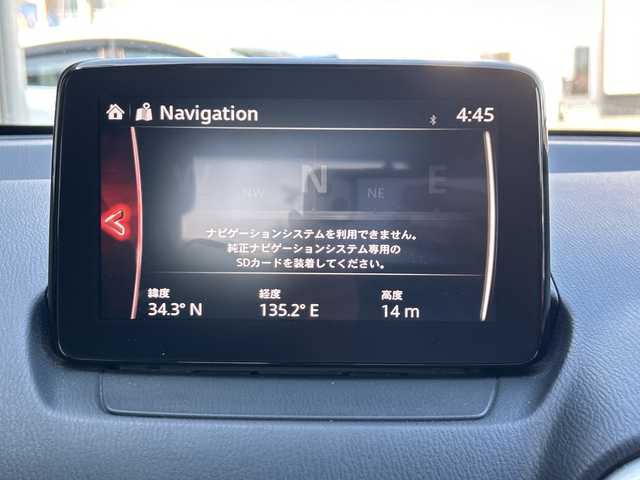 Navigation
4:45
W NW N NE E
ナビゲーションシステムを利用できません。
純正ナビゲーションシステム専用の
SDカードを装着してください。
緯度 経度 高度
34.3° N 135.2° E 14 m